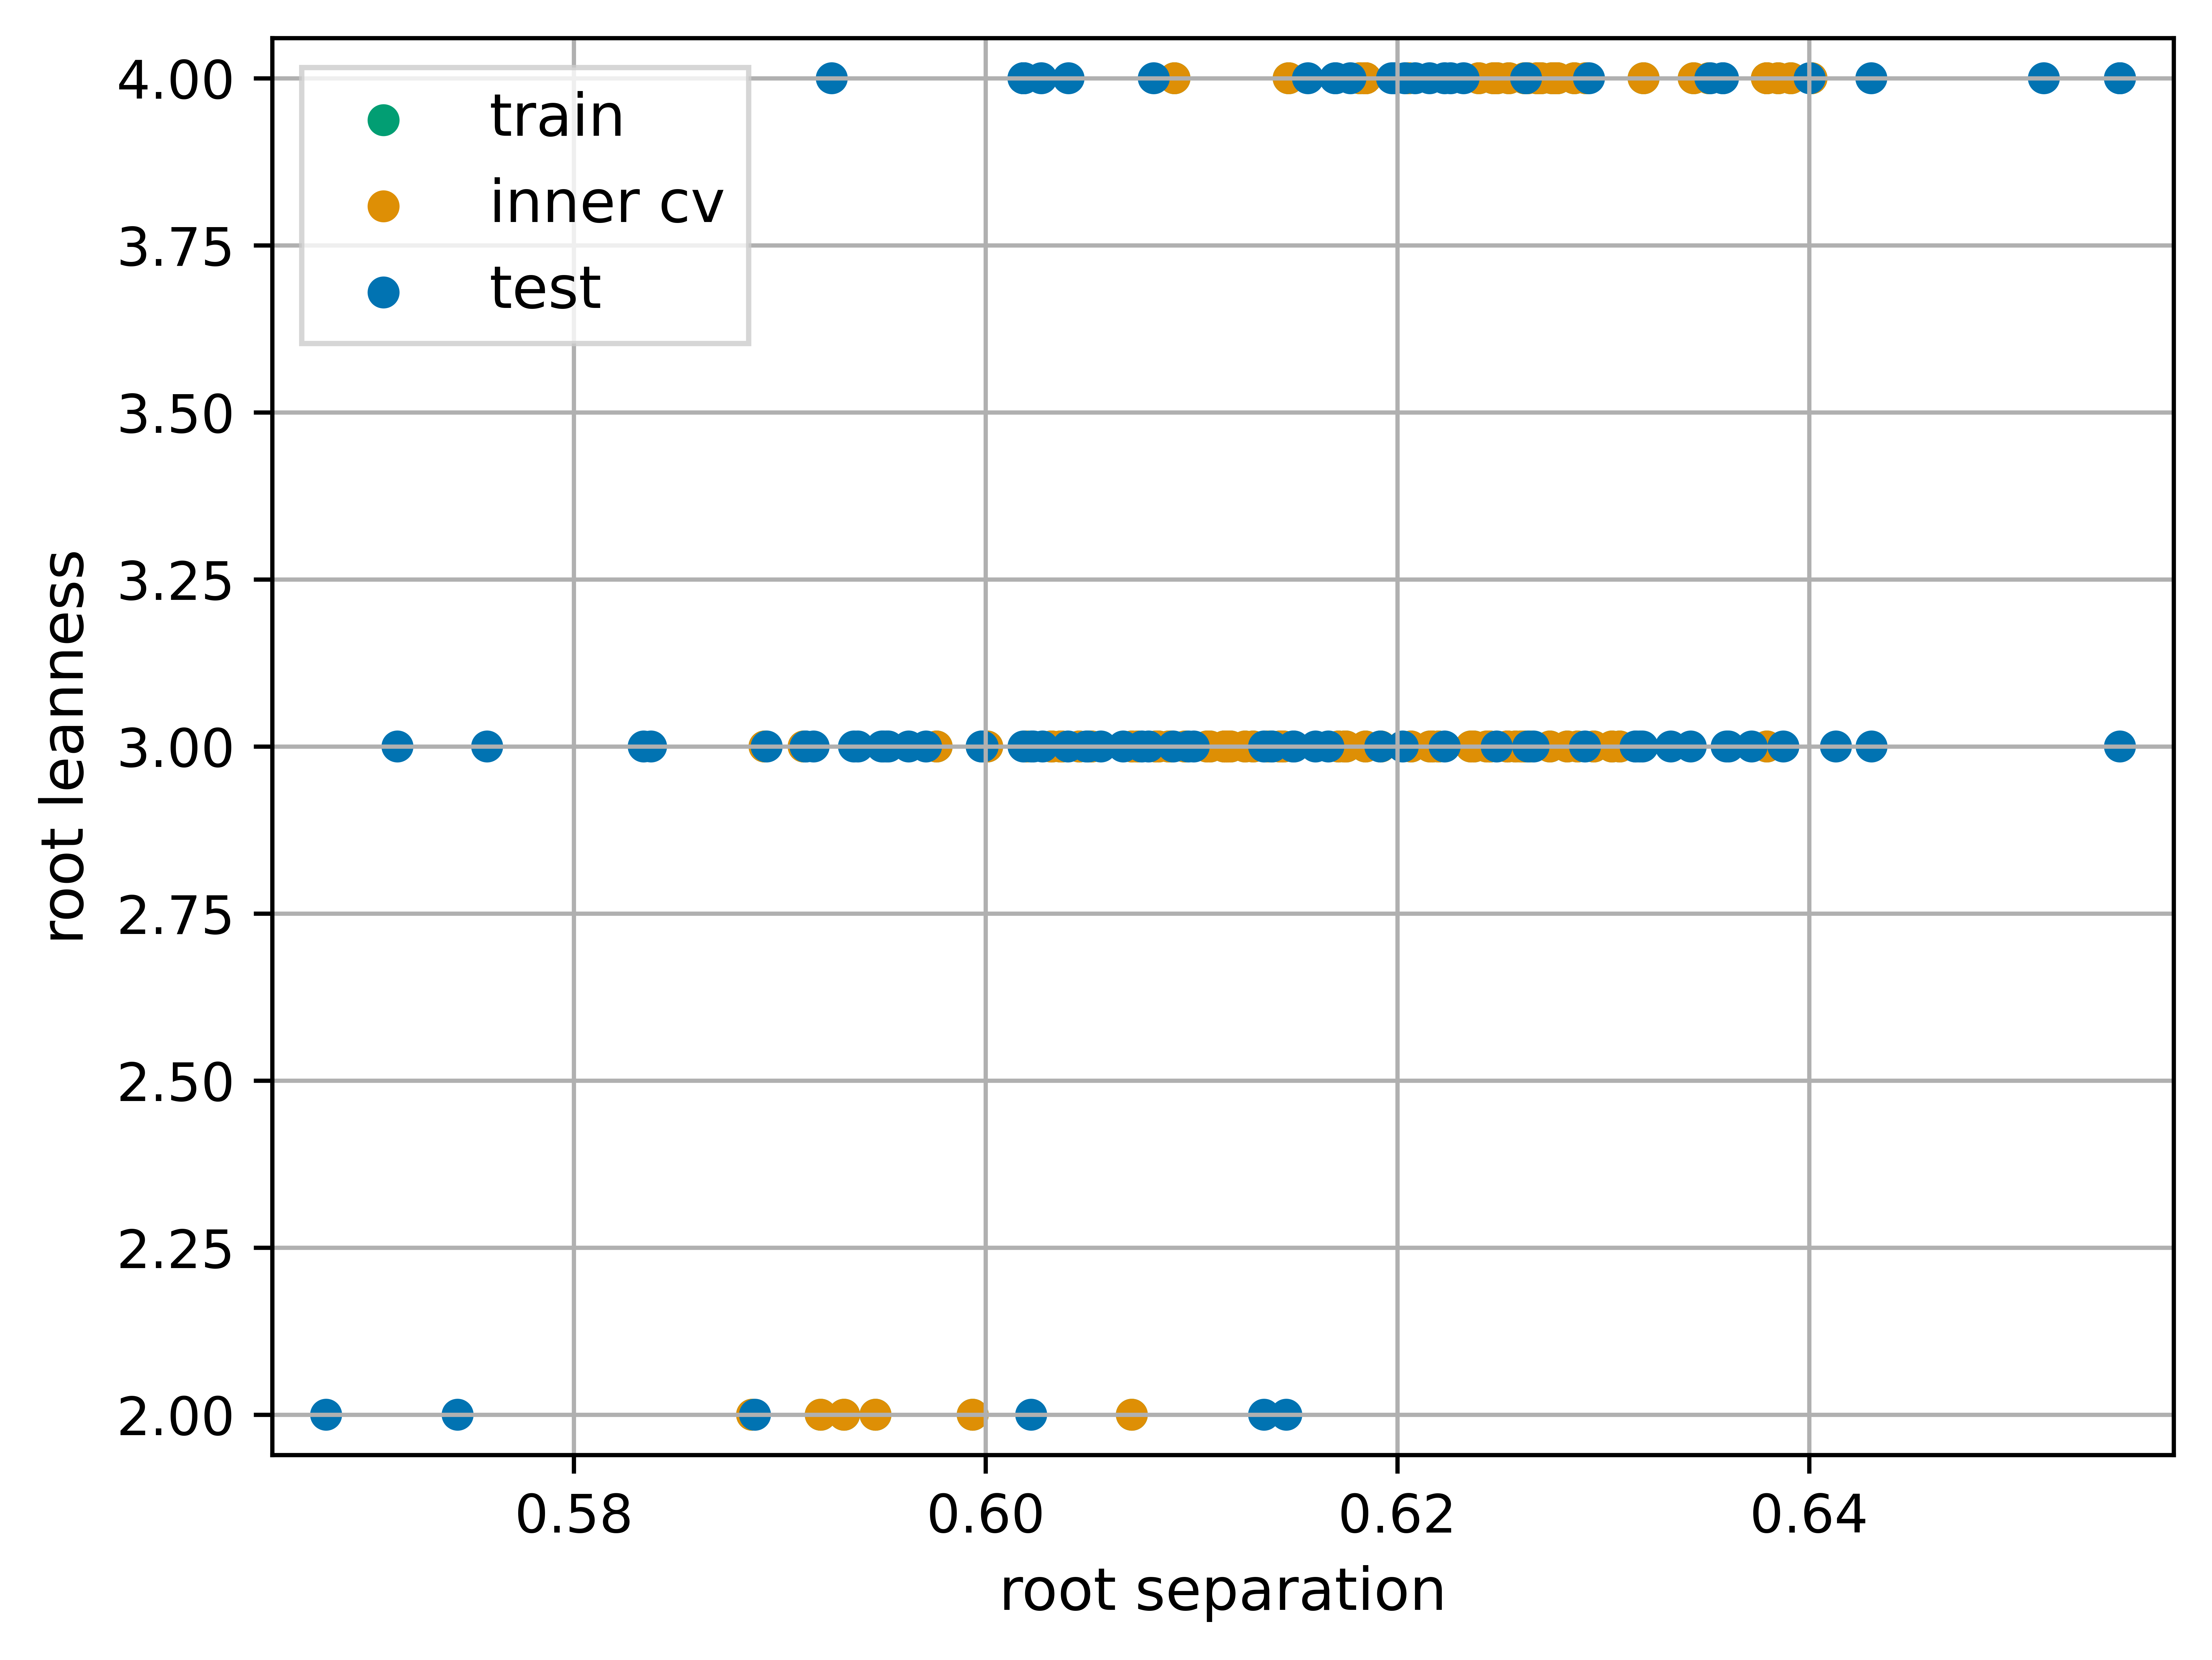 4.00
3.75
3.50
3.25
3.00
2.75
2.50
2.25
2.00
root leanness
train
inner cv
test
0.58 0.60 0.62 0.64
root separation